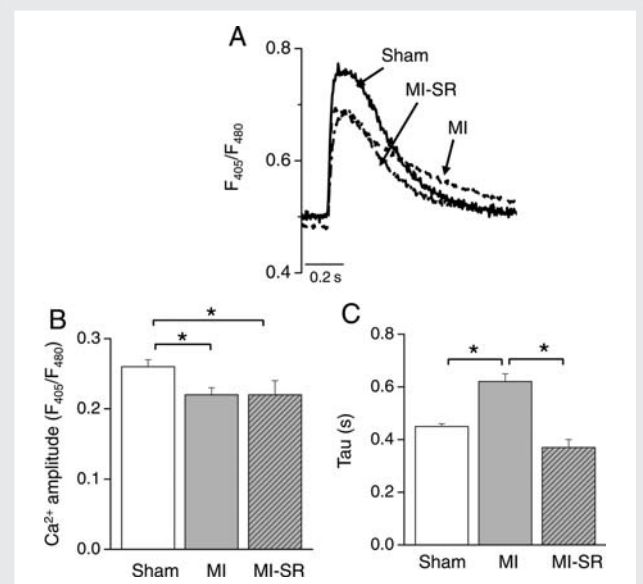 A
0.8
0.6
0.4
F₄₀₅/F₄₈₀
Sham
MI-SR
MI
0.2 s
B
0.3
0.2
0.1
0.0
Ca²⁺ amplitude (F₄₀₅/F₄₈₀)
*
*
Sham MI MI-SR
C
0.8
0.6
0.4
0.2
0.0
Tau (s)
* *
Sham MI MI-SR